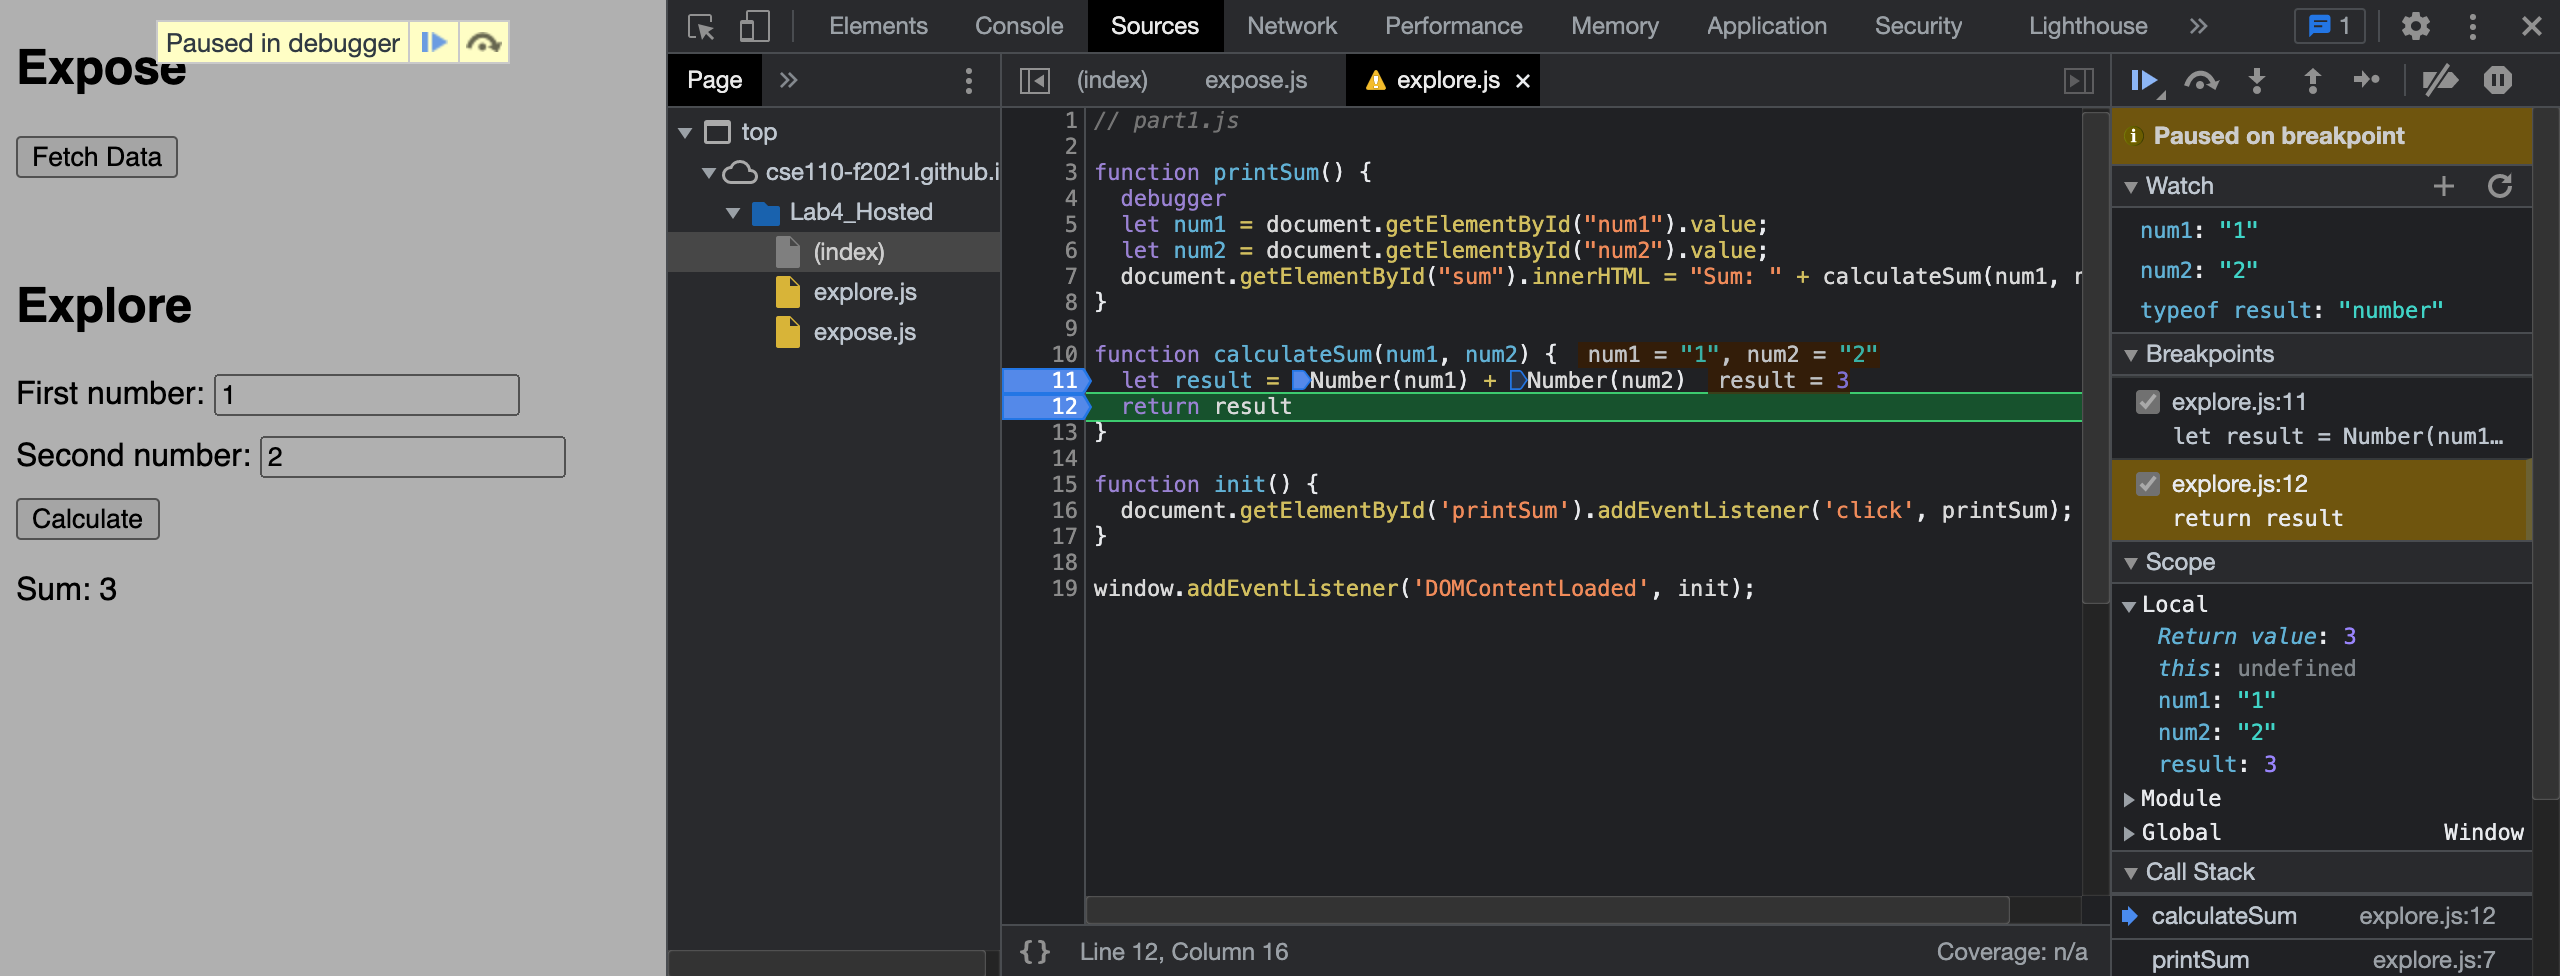 Paused in debugger
Expose
Fetch Data
Explore
First number: 1
Second number: 2
Calculate
Sum: 3
Elements Console Sources Network Performance Memory Application Security Lighthouse » 1
Page »
top
cse110-f2021.github.i
Lab4_Hosted
(index)
explore.js
expose.js
(index) expose.js explore.js ×
1 // part1.js
2
3 function printSum() {
4 debugger
5 let num1 = document.getElementById("num1").value;
6 let num2 = document.getElementById("num2").value;
7 document.getElementById("sum").innerHTML = "Sum: " + calculateSum(num1,
8 }
9
10 function calculateSum(num1, num2) { num1 = "1", num2 = "2"
11 let result = Number(num1) + Number(num2) result = 3
12 return result
13 }
14
15 function init() {
16 document.getElementById('printSum').addEventListener('click', printSum);
17 }
18
19 window.addEventListener('DOMContentLoaded', init);
{} Line 12, Column 16 Coverage: n/a
Paused on breakpoint
Watch
num1: "1"
num2: "2"
typeof result: "number"
Breakpoints
explore.js:11
let result = Number(num1…
explore.js:12
return result
Scope
Local
Return value: 3
this: undefined
num1: "1"
num2: "2"
result: 3
Module
Global Window
Call Stack
calculateSum explore.js:12
printSum explore.js:7